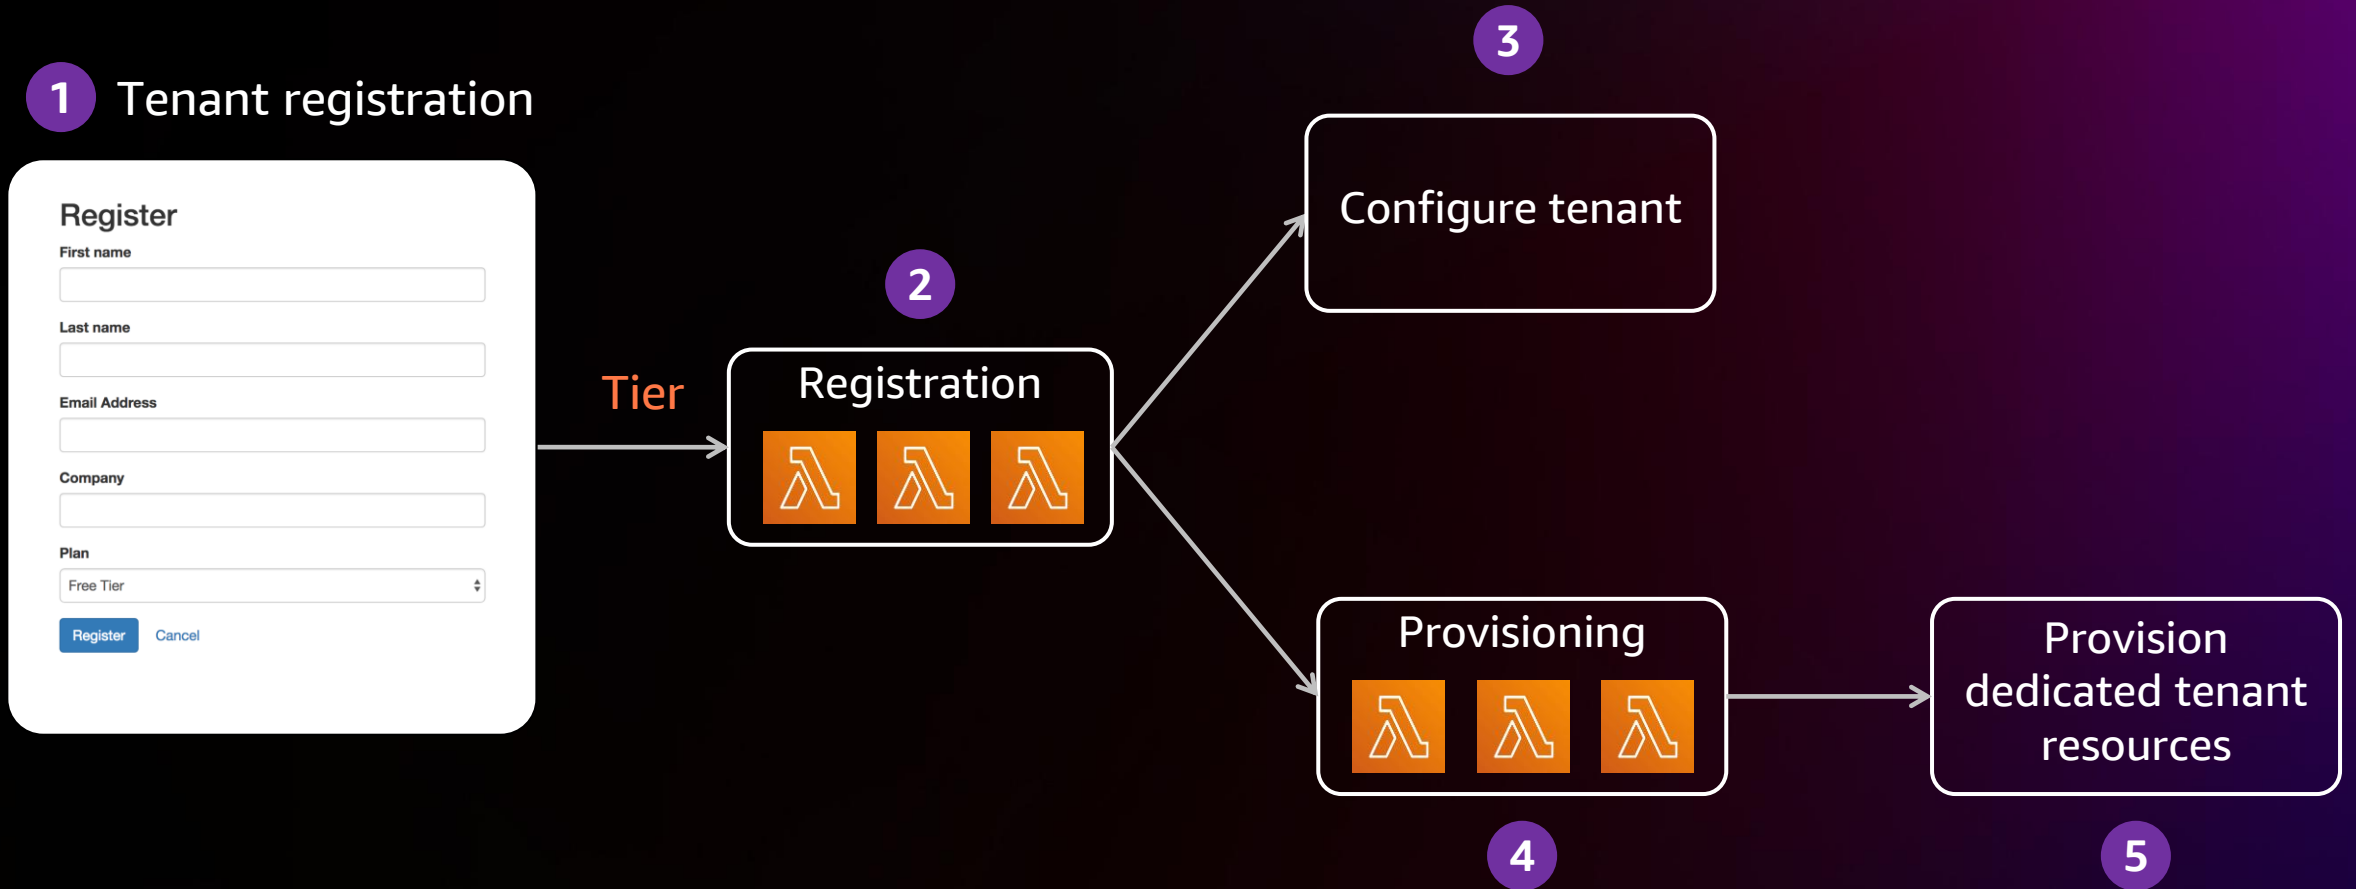 1 Tenant registration
Register
First name
Last name
Email Address
Company
Plan
Free Tier
Register Cancel
Tier
2
Registration
3
Configure tenant
Provisioning
4
Provision
dedicated tenant
resources
5